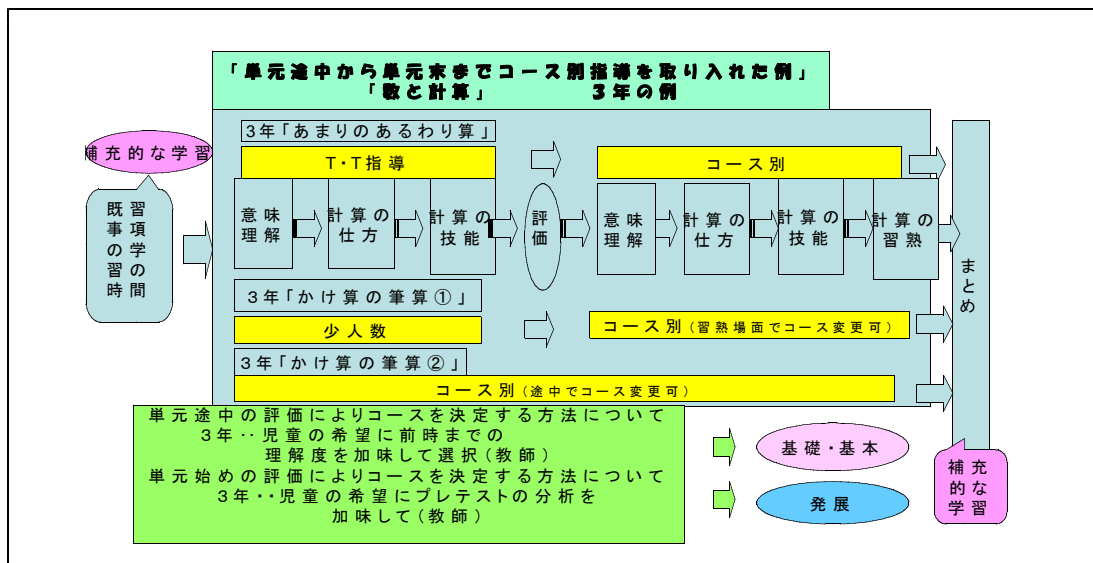 「単元途中から単元末までコース別指導を取り入れた例」
「数と計算」 3年の例
補充的な学習
既習
事項
の学
習の
時間
3年「あまりのあるわり算」
T・T指導
コース別
意味
理解
計算の
仕方
計算の
技能
評
価
意味
理解
計算の
仕方
計算の
技能
計算の
習熟
まとめ
3年「かけ算の筆算①」
少人数
コース別(習熟場面でコース変更可)
3年「かけ算の筆算②」
コース別(途中でコース変更可)
単元途中の評価によりコースを決定する方法について
3年‥児童の希望に前時までの
理解度を加味して選択(教師)
単元始めの評価によりコースを決定する方法について
3年‥児童の希望にプレテストの分析を
加味して(教師)
基礎・基本
発展
補充
的な
学習